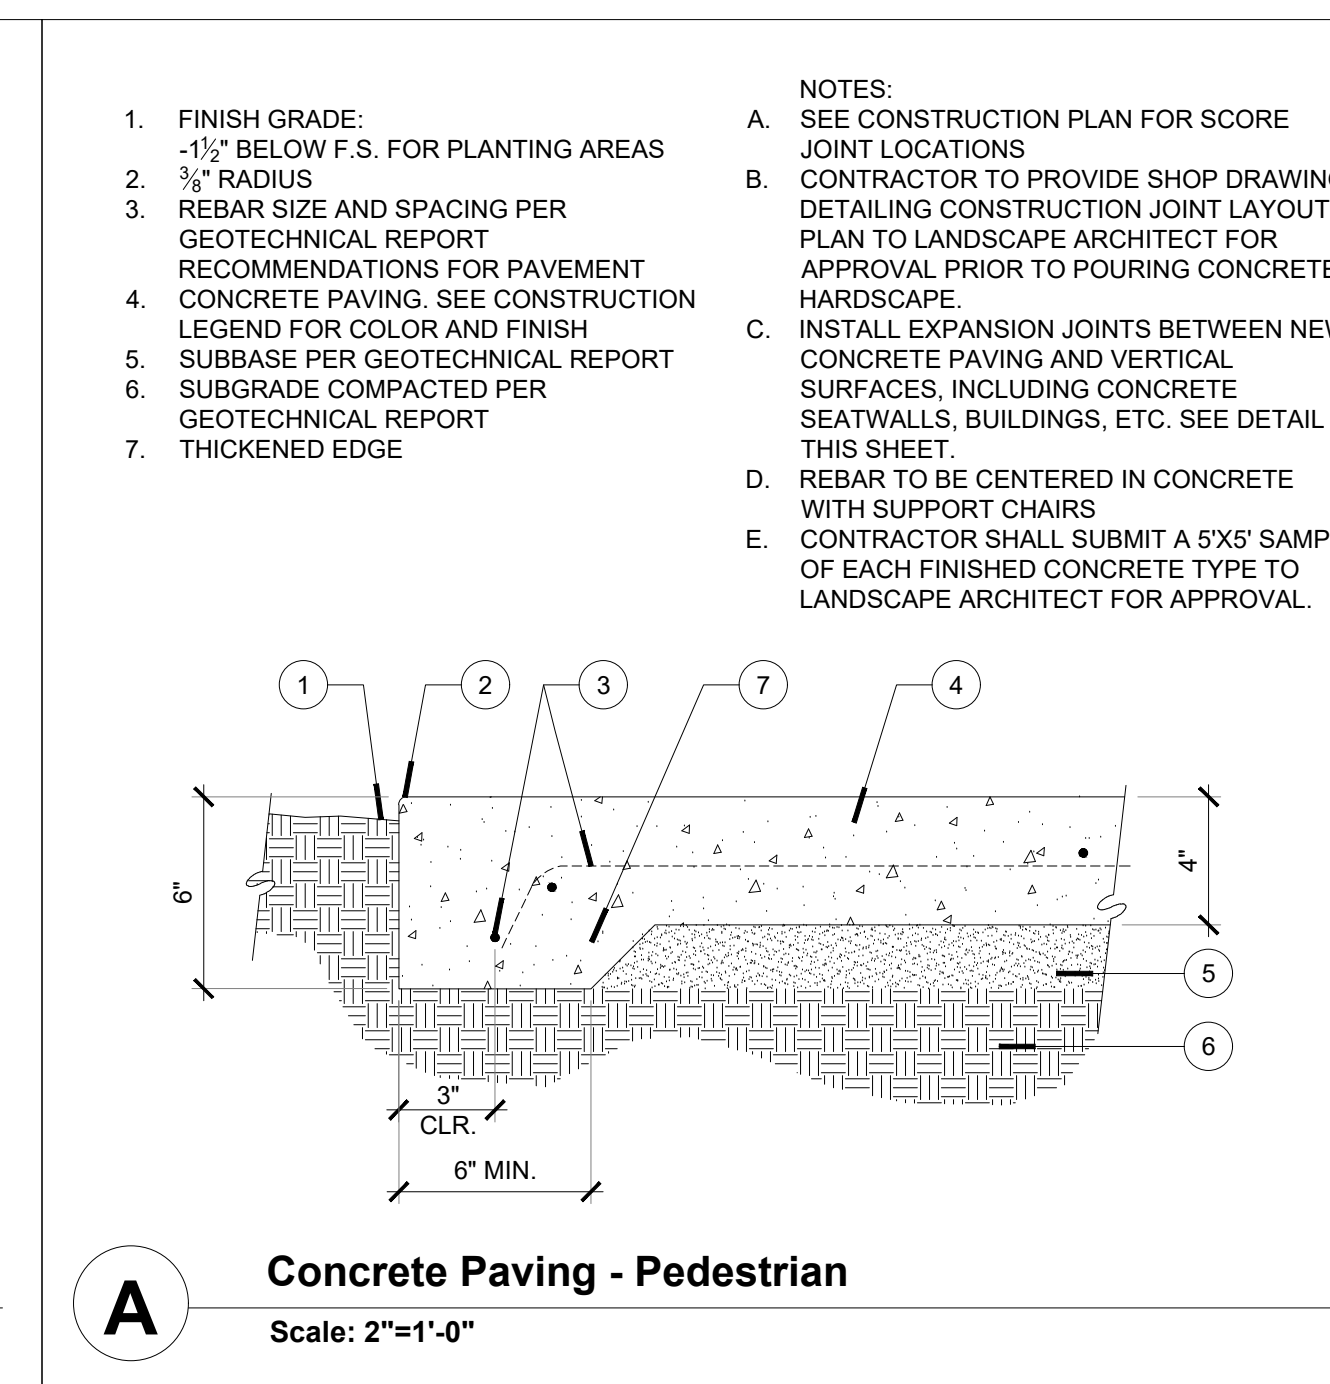 1. FINISH GRADE:
-1½" BELOW F.S. FOR PLANTING AREAS
2. ⅜" RADIUS
3. REBAR SIZE AND SPACING PER
GEOTECHNICAL REPORT
RECOMMENDATIONS FOR PAVEMENT
4. CONCRETE PAVING. SEE CONSTRUCTION
LEGEND FOR COLOR AND FINISH
5. SUBBASE PER GEOTECHNICAL REPORT
6. SUBGRADE COMPACTED PER
GEOTECHNICAL REPORT
7. THICKENED EDGE
NOTES:
A. SEE CONSTRUCTION PLAN FOR SCORE
JOINT LOCATIONS
B. CONTRACTOR TO PROVIDE SHOP DRAWING
DETAILING CONSTRUCTION JOINT LAYOUT
PLAN TO LANDSCAPE ARCHITECT FOR
APPROVAL PRIOR TO POURING CONCRETE
HARDSCAPE.
C. INSTALL EXPANSION JOINTS BETWEEN NEW
CONCRETE PAVING AND VERTICAL
SURFACES, INCLUDING CONCRETE
SEATWALLS, BUILDINGS, ETC. SEE DETAIL
THIS SHEET.
D. REBAR TO BE CENTERED IN CONCRETE
WITH SUPPORT CHAIRS
E. CONTRACTOR SHALL SUBMIT A 5'X5' SAMP
OF EACH FINISHED CONCRETE TYPE TO
LANDSCAPE ARCHITECT FOR APPROVAL.
1
2
3
7
4
6"
4"
5
6
3"
CLR.
6" MIN.
A
Concrete Paving - Pedestrian
Scale: 2"=1'-0"